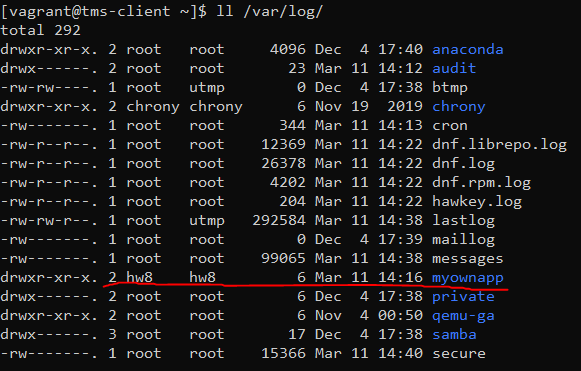 [vagrant@tms-client ~]$ ll /var/log/
total 292
drwxr-xr-x. 2 root   root     4096 Dec  4 17:40 anaconda
drwx------. 2 root   root       23 Mar 11 14:12 audit
-rw-rw----. 1 root   utmp        0 Dec  4 17:38 btmp
drwxr-xr-x. 2 chrony chrony      6 Nov 19  2019 chrony
-rw-------. 1 root   root      344 Mar 11 14:13 cron
-rw-r--r--. 1 root   root    12369 Mar 11 14:22 dnf.librepo.log
-rw-r--r--. 1 root   root    26378 Mar 11 14:22 dnf.log
-rw-r--r--. 1 root   root     4202 Mar 11 14:22 dnf.rpm.log
-rw-r--r--. 1 root   root      204 Mar 11 14:22 hawkey.log
-rw-rw-r--. 1 root   utmp   292584 Mar 11 14:38 lastlog
-rw-------. 1 root   root        0 Dec  4 17:39 maillog
-rw-------. 1 root   root    99065 Mar 11 14:38 messages
drwxr-xr-x. 2 hw8    hw8         6 Mar 11 14:16 myownapp
drwx------. 2 root   root        6 Dec  4 17:38 private
drwxr-xr-x. 2 root   root        6 Nov  4 00:50 qemu-ga
drwx------. 3 root   root       17 Dec  4 17:38 samba
-rw-------. 1 root   root    15366 Mar 11 14:40 secure